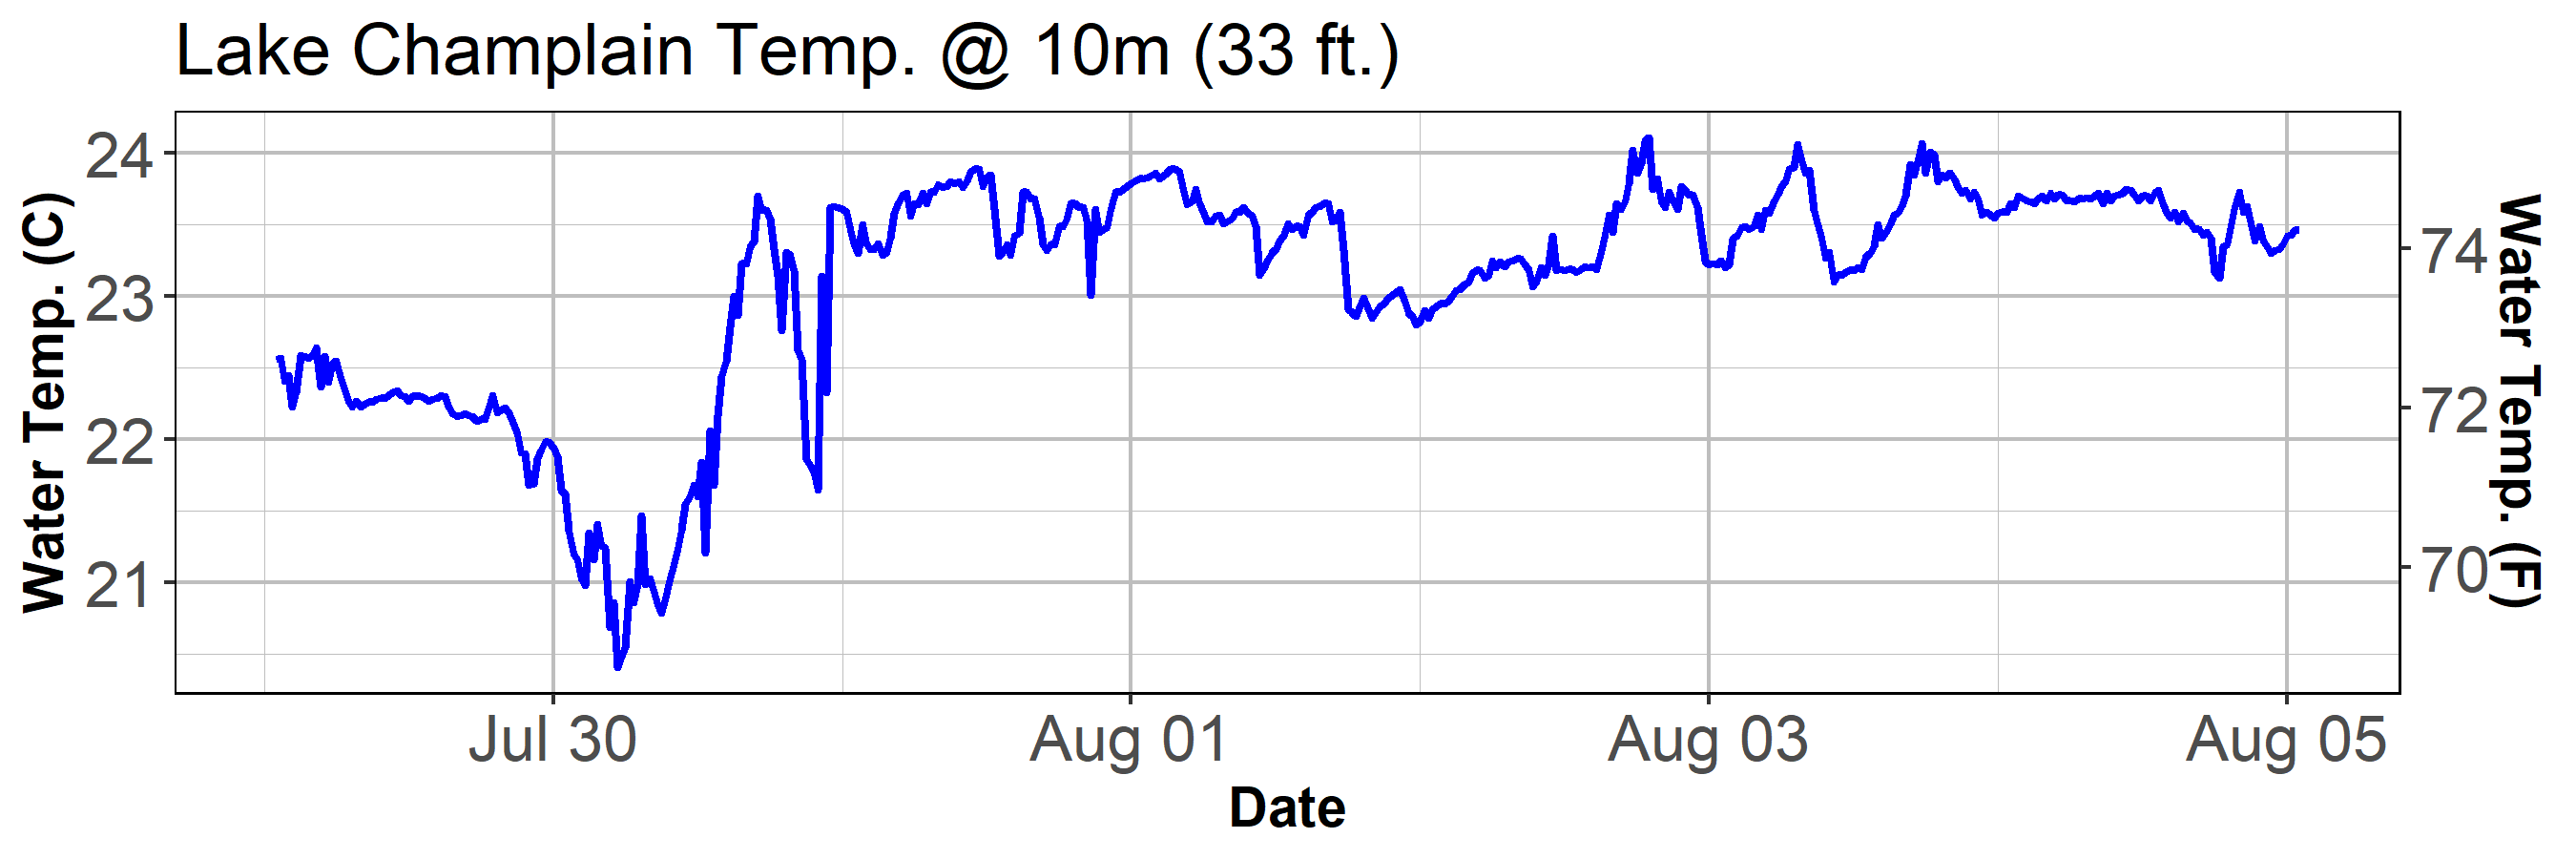 Lake Champlain Temp. @ 10m (33 ft.)
Water Temp. (C)
24
23
22
21
74
72
70
Water Temp. (F)
Jul 30
Aug 01
Aug 03
Aug 05
Date